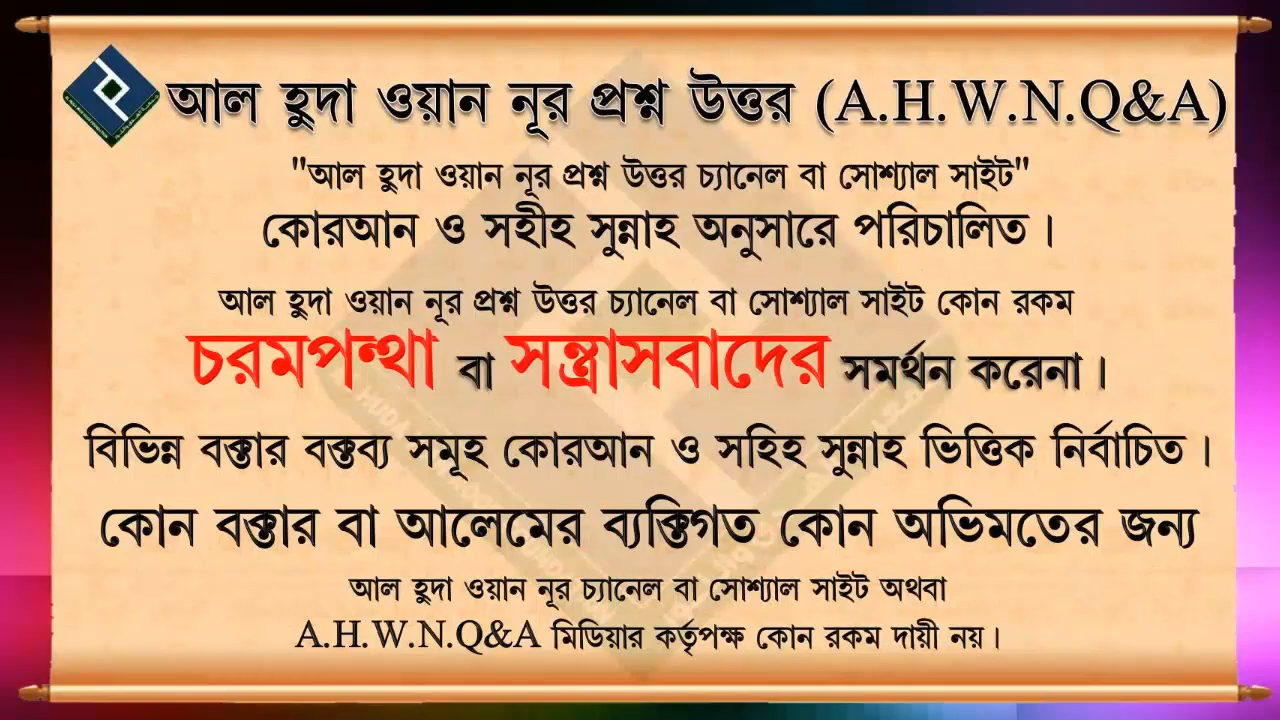 আল হুদা ওয়ান নূর প্রশ্ন উত্তর (A.H.W.N.Q&A)
"আল হুদা ওয়ান নূর প্রশ্ন উত্তর চ্যানেল বা সোশ্যাল সাইট"
কোরআন ও সহীহ সুন্নাহ অনুসারে পরিচালিত।
আল হুদা ওয়ান নূর প্রশ্ন উত্তর চ্যানেল বা সোশ্যাল সাইট কোন রকম
চরমপন্থা বা সন্ত্রাসবাদের সমর্থন করেনা।
বিভিন্ন বক্তার বক্তব্য সমূহ কোরআন ও সহিহ সুন্নাহ ভিত্তিক নির্বাচিত।
কোন বক্তার বা আলেমের ব্যক্তিগত কোন অভিমতের জন্য
আল হুদা ওয়ান নূর চ্যানেল বা সোশ্যাল সাইট অথবা
A.H.W.N.Q&A মিডিয়ার কর্তৃপক্ষ কোন রকম দায়ী নয়।